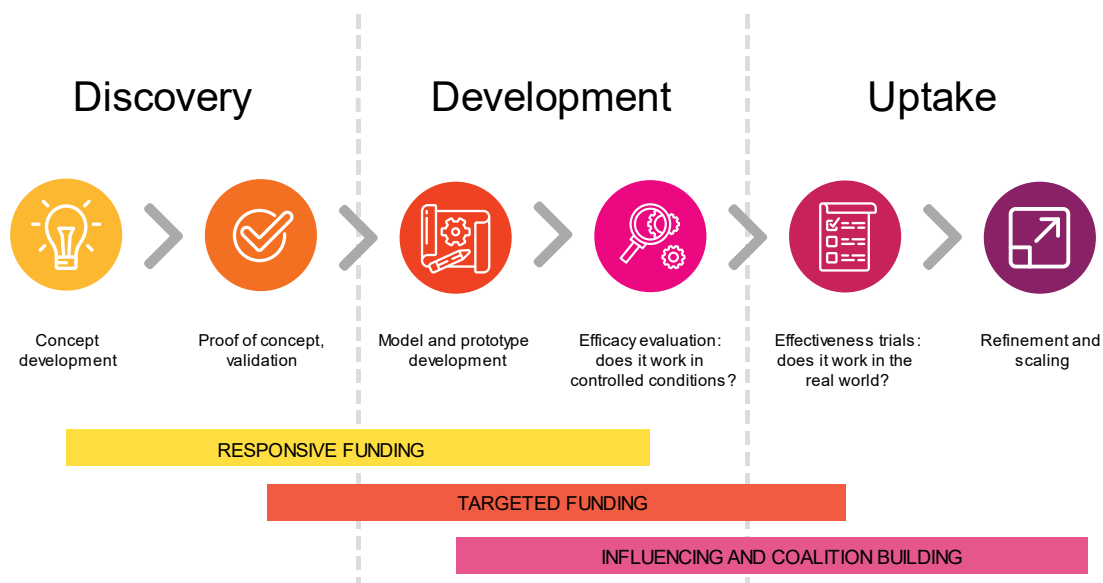 Discovery
Development
Uptake
Concept
development
Proof of concept,
validation
Model and prototype
development
Efficacy evaluation:
does it work in
controlled conditions?
Effectiveness trials:
does it work in the
real world?
Refinement and
scaling
RESPONSIVE FUNDING
TARGETED FUNDING
INFLUENCING AND COALITION BUILDING